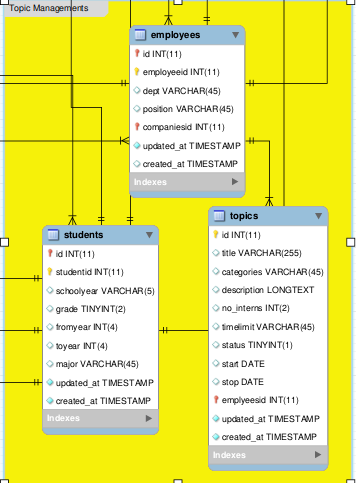 Topic Managements
employees
id INT(11)
employeeid INT(11)
dept VARCHAR(45)
position VARCHAR(45)
companiesid INT(11)
updated_at TIMESTAMP
created_at TIMESTAMP
Indexes
students
id INT(11)
studentid INT(11)
schoolyear VARCHAR(5)
grade TINYINT(2)
fromyear INT(4)
toyear INT(4)
major VARCHAR(45)
updated_at TIMESTAMP
created_at TIMESTAMP
Indexes
topics
id INT(11)
title VARCHAR(255)
categories VARCHAR(45)
description LONGTEXT
no_interns INT(2)
timelimit VARCHAR(45)
status TINYINT(1)
start DATE
stop DATE
emplyeesid INT(11)
updated_at TIMESTAMP
created_at TIMESTAMP
Indexes